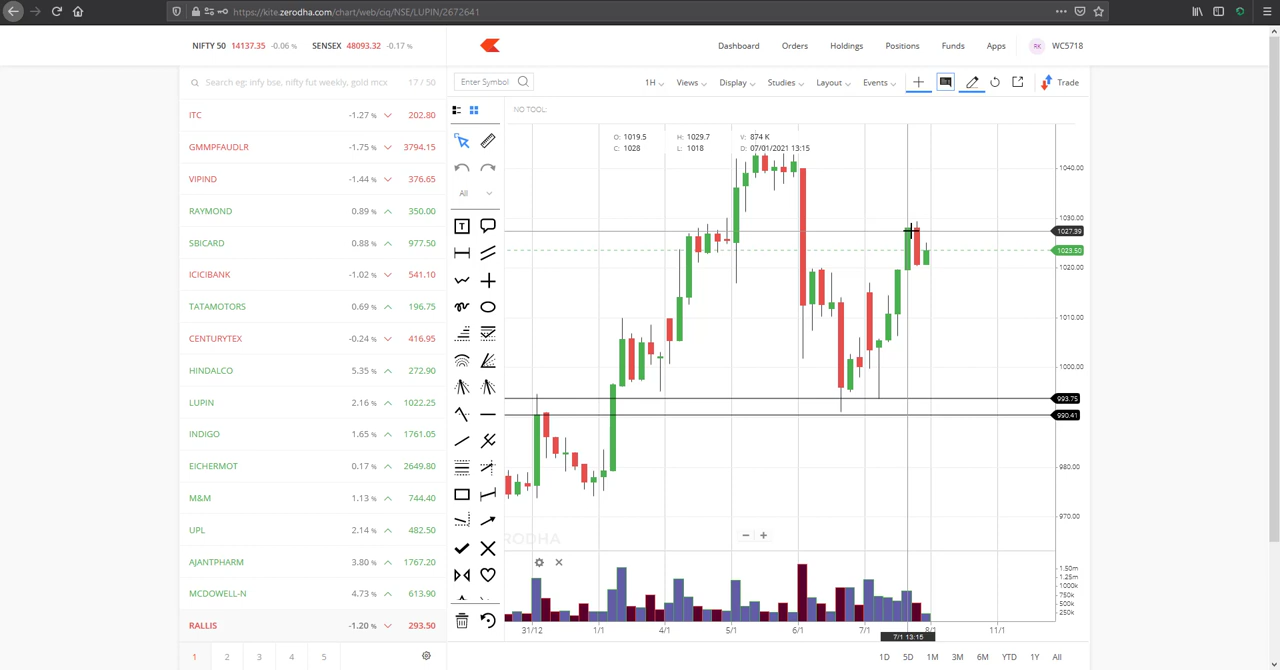 https://kite.zerodha.com/chart/web/ciq/NSE/LUPIN/2672641
NIFTY 50 14137.35 -0.06 % SENSEX 48093.32 -0.17 %
Dashboard Orders Holdings Positions Funds Apps RK WC5718
Search eg: infy bse, nifty fut weekly, gold mcx 17 / 50
Enter Symbol 1H Views Display Studies Layout Events Trade
NO TOOL:
ITC -1.27 % 202.80
GMMPFAUDLR -1.75 % 3794.15
VIPIND -1.44 % 376.65
RAYMOND 0.89 % 350.00
SBICARD 0.88 % 977.50
ICICIBANK -1.02 % 541.10
TATAMOTORS 0.69 % 196.75
CENTURYTEX -0.24 % 416.95
HINDALCO 5.35 % 272.90
LUPIN 2.16 % 1022.25
INDIGO 1.65 % 1761.05
EICHERMOT 0.17 % 2649.80
M&M 1.13 % 744.40
UPL 2.14 % 482.50
AJANTPHARM 3.80 % 1767.20
MCDOWELL-N 4.73 % 613.90
RALLIS -1.20 % 293.50
1 2 3 4 5
All
T
O: 1019.5 H: 1029.7 V: 874 K
C: 1028 L: 1018 D: 07/01/2021 13:15
1040.00
1030.00
1027.39
1023.50
1020.00
1010.00
1000.00
993.75
990.41
980.00
970.00
RODHA
1.50m
1.25m
1000k
750k
500k
250k
31/12 1/1 4/1 5/1 6/1 7/1 8/1 11/1
7/1 13:15
1D 5D 1M 3M 6M YTD 1Y All